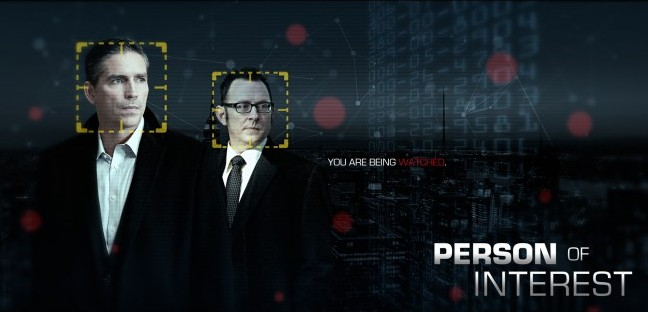 YOU ARE BEING WATCHED.
PERSON OF
INTEREST